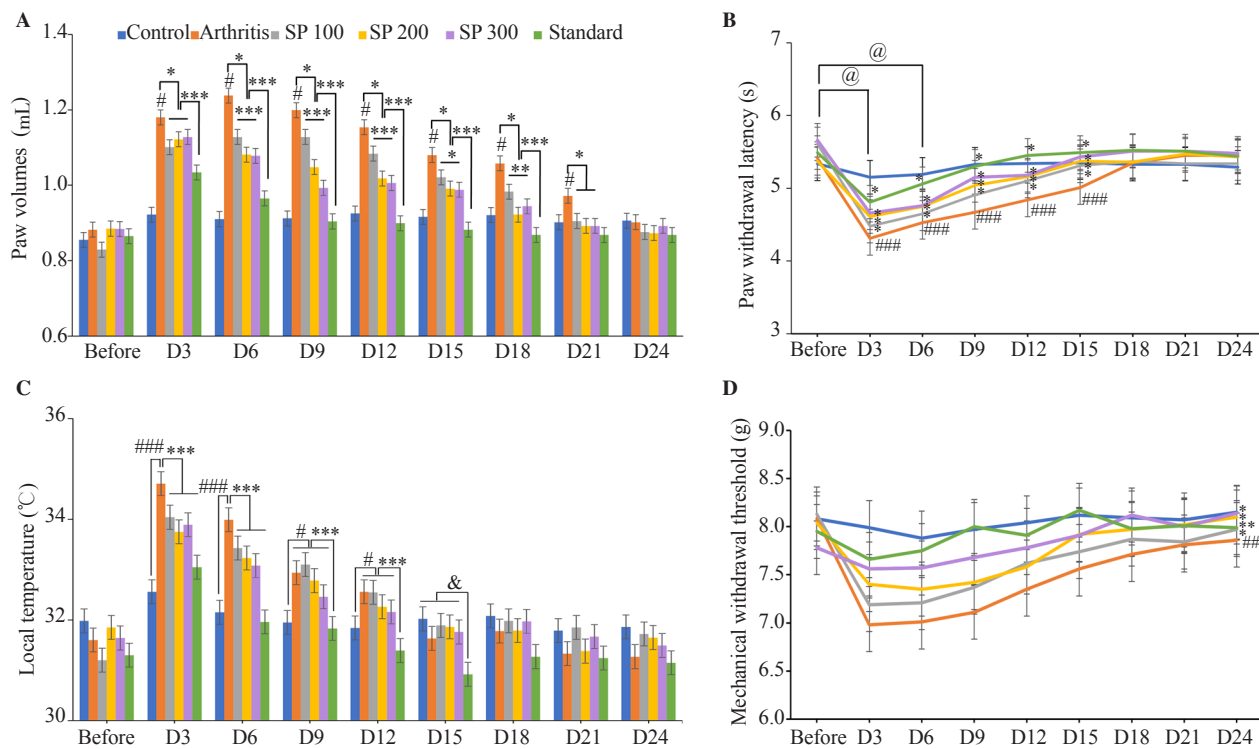 A
Control Arthritis SP 100 SP 200 SP 300 Standard
Paw volumes (mL)
1.4
1.2
1.0
0.8
0.6
# * ***
# * *** ***
# * *** ***
# * *** ***
# * * ***
# * ** ***
# *
Before D3 D6 D9 D12 D15 D18 D21 D24
B
Paw withdrawal latency (s)
7
6
5
4
3
@
@
* * * * ###
* * * * ###
* * * * ###
* * * * ###
* * * * ###
Before D3 D6 D9 D12 D15 D18 D21 D24
C
Local temperature (℃)
36
34
32
30
### ***
### ***
# ***
# ***
&
Before D3 D6 D9 D12 D15 D18 D21 D24
D
Mechanical withdrawal threshold (g)
9.0
8.5
8.0
7.5
7.0
6.5
6.0
*
*
**
*
##
Before D3 D6 D9 D12 D15 D18 D21 D24